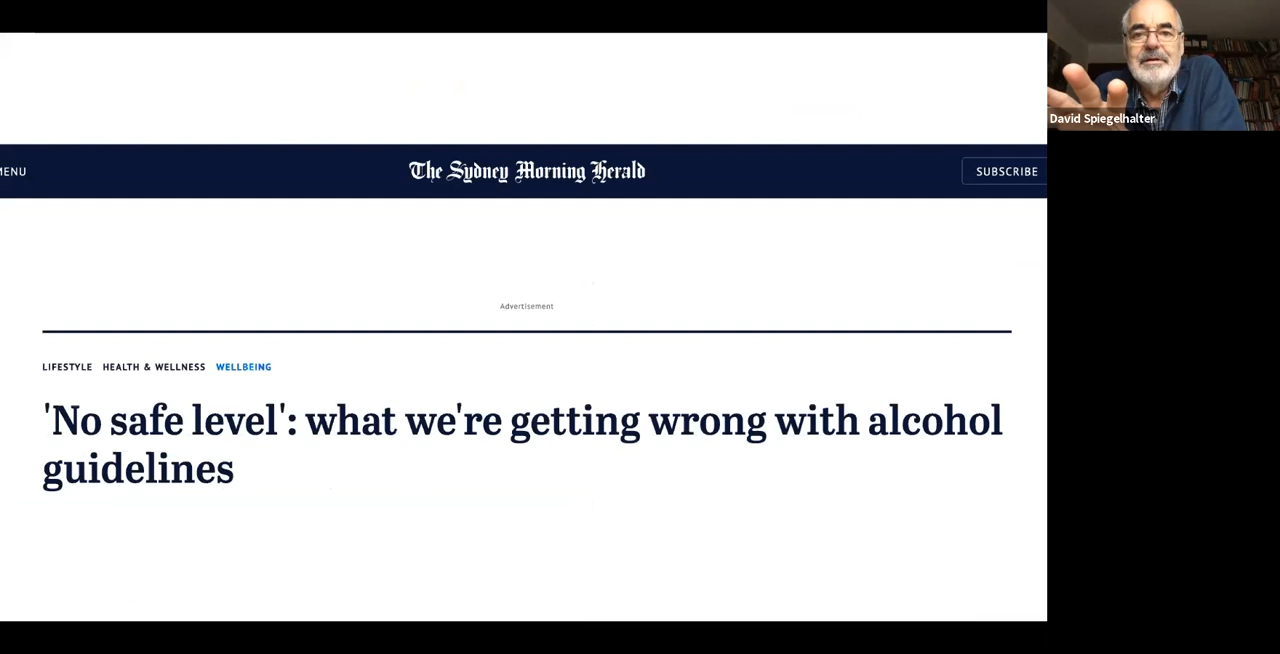 MENU
The Sydney Morning Herald
SUBSCRIBE
David Spiegelhalter
Advertisement
LIFESTYLE HEALTH & WELLNESS WELLBEING
'No safe level': what we're getting wrong with alcohol
guidelines